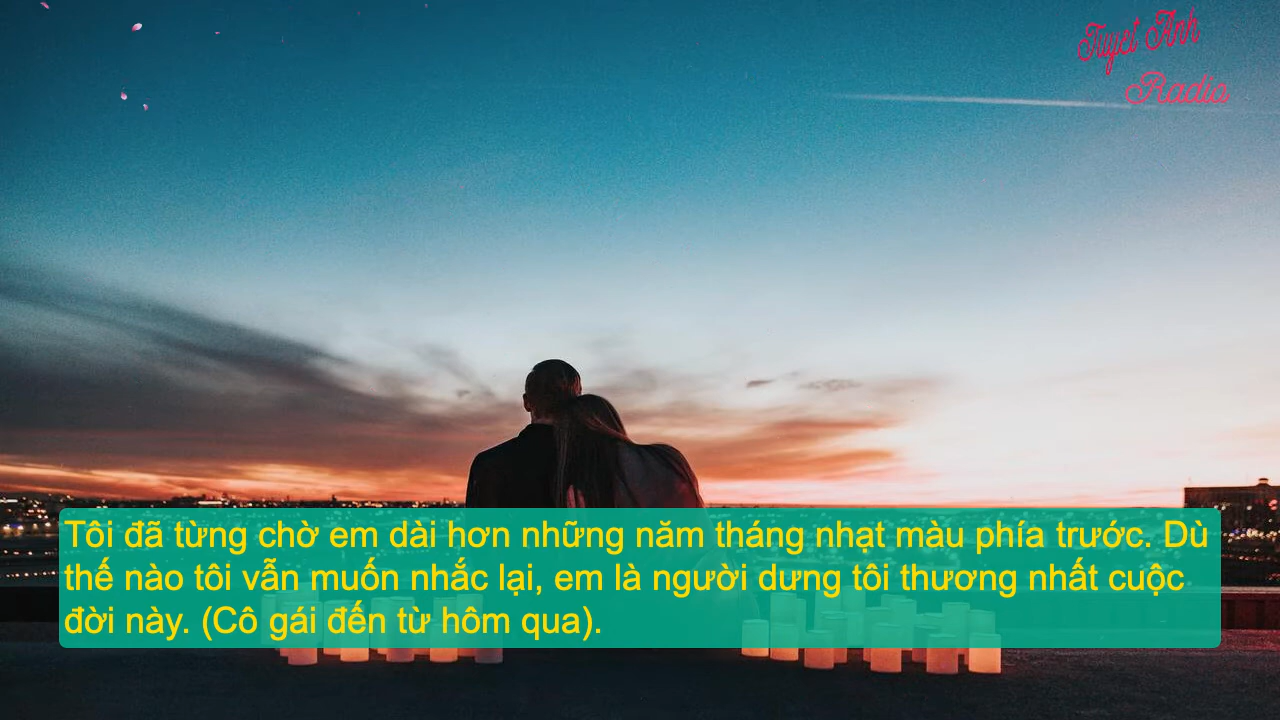 Tuyết Anh
Radio
Tôi đã từng chờ em dài hơn những năm tháng nhạt màu phía trước. Dù
thế nào tôi vẫn muốn nhắc lại, em là người dưng tôi thương nhất cuộc
đời này. (Cô gái đến từ hôm qua).